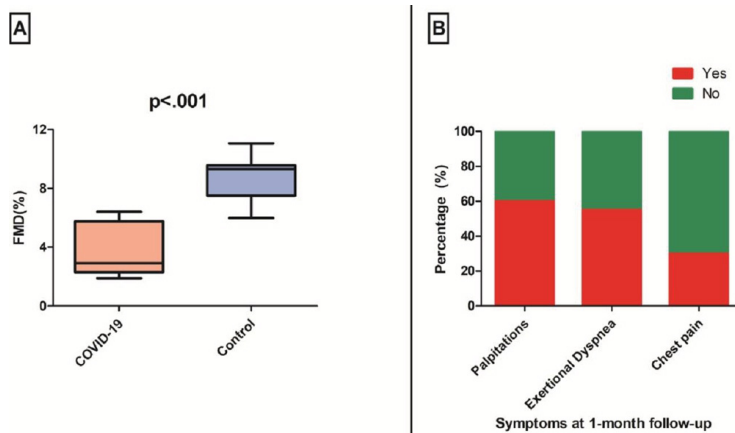 A
p<.001
12
8
4
0
FMD(%)
COVID-19
Control
B
Yes
No
100
80
60
40
20
0
Percentage (%)
Palpitations
Exertional Dyspnea
Chest pain
Symptoms at 1-month follow-up